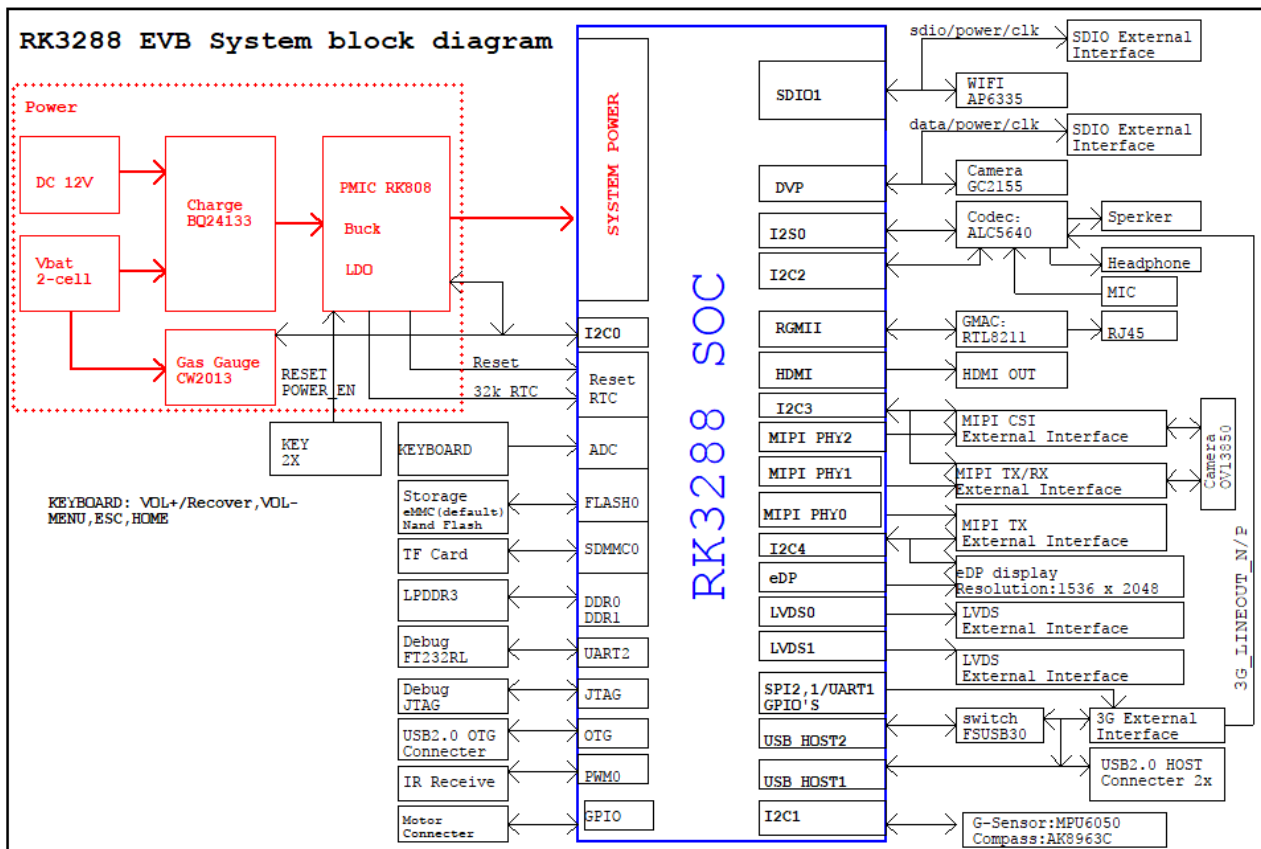 RK3288 EVB System block diagram
Power
DC 12V
Vbat
2-cell
Charge
BQ24133
Gas Gauge
CW2013
PMIC RK808
Buck
LDO
SYSTEM POWER
RESET
POWER_EN
Reset
32k RTC
KEY
2X
KEYBOARD: VOL+/Recover,VOL-
MENU,ESC,HOME
KEYBOARD
Storage
eMMC(default)
Nand Flash
TF Card
LPDDR3
Debug
FT232RL
Debug
JTAG
USB2.0 OTG
Connecter
IR Receive
Motor
Connecter
I2C0
Reset
RTC
ADC
FLASH0
SDMMC0
DDR0
DDR1
UART2
JTAG
OTG
PWM0
GPIO
RK3288 SOC
SDIO1
DVP
I2S0
I2C2
RGMII
HDMI
I2C3
MIPI PHY2
MIPI PHY1
MIPI PHY0
I2C4
eDP
LVDS0
LVDS1
SPI2,1/UART1
GPIO'S
USB HOST2
USB HOST1
I2C1
sdio/power/clk
SDIO External
Interface
WIFI
AP6335
data/power/clk
SDIO External
Interface
Camera
GC2155
Codec:
ALC5640
Sperker
Headphone
MIC
GMAC:
RTL8211
RJ45
HDMI OUT
MIPI CSI
External Interface
MIPI TX/RX
External Interface
Camera
OV13850
MIPI TX
External Interface
eDP display
Resolution:1536 x 2048
LVDS
External Interface
LVDS
External Interface
3G_LINEOUT_N/P
switch
FSUSB30
3G External
Interface
USB2.0 HOST
Connecter 2x
G-Sensor:MPU6050
Compass:AK8963C